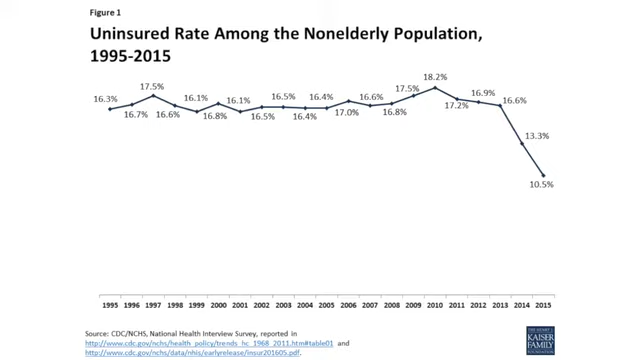 Figure 1
Uninsured Rate Among the Nonelderly Population,
1995-2015
16.3%
16.7%
17.5%
16.6%
16.1%
16.8%
16.1%
16.5%
16.5%
16.4%
16.4%
17.0%
16.6%
16.8%
17.5%
18.2%
17.2%
16.9%
16.6%
13.3%
10.5%
1995 1996 1997 1998 1999 2000 2001 2002 2003 2004 2005 2006 2007 2008 2009 2010 2011 2012 2013 2014 2015
Source: CDC/NCHS, National Health Interview Survey, reported in
http://www.cdc.gov/nchs/health_policy/trends_hc_1968_2011.htm#table01 and
http://www.cdc.gov/nchs/data/nhis/earlyrelease/insur201605.pdf.
THE HENRY J.
KAISER
FAMILY
FOUNDATION